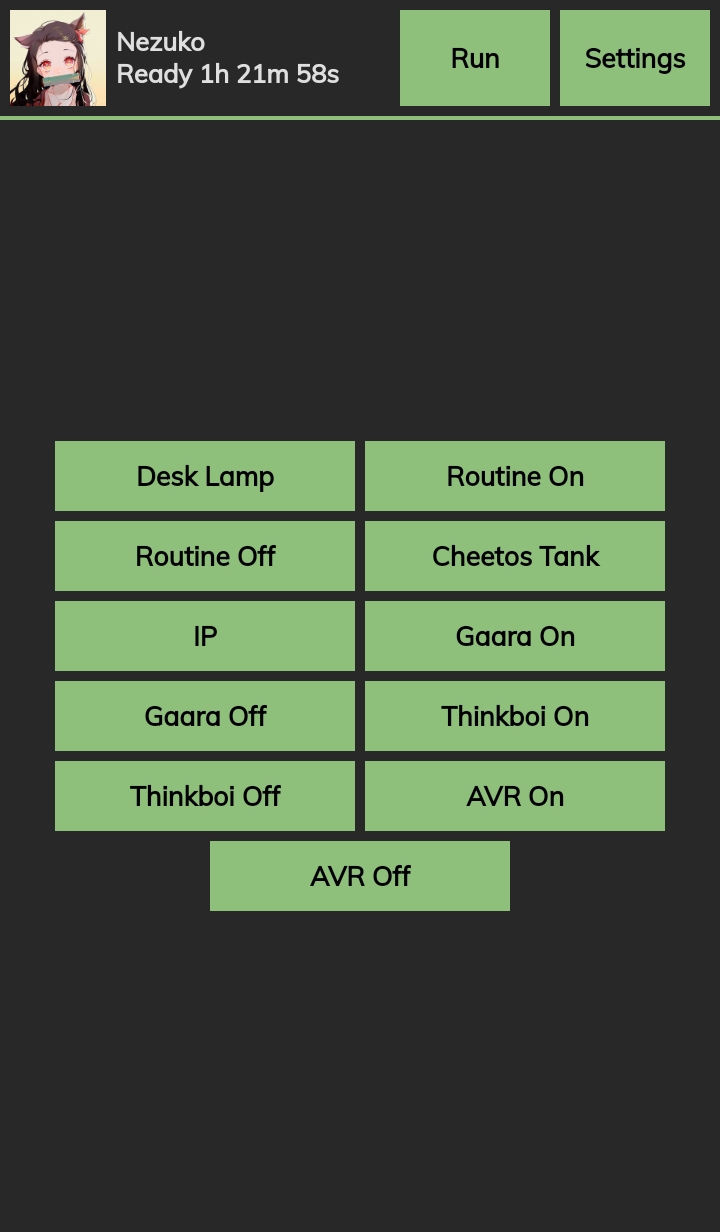 Nezuko
Ready 1h 21m 58s
Run
Settings
Desk Lamp
Routine On
Routine Off
Cheetos Tank
IP
Gaara On
Gaara Off
Thinkboi On
Thinkboi Off
AVR On
AVR Off